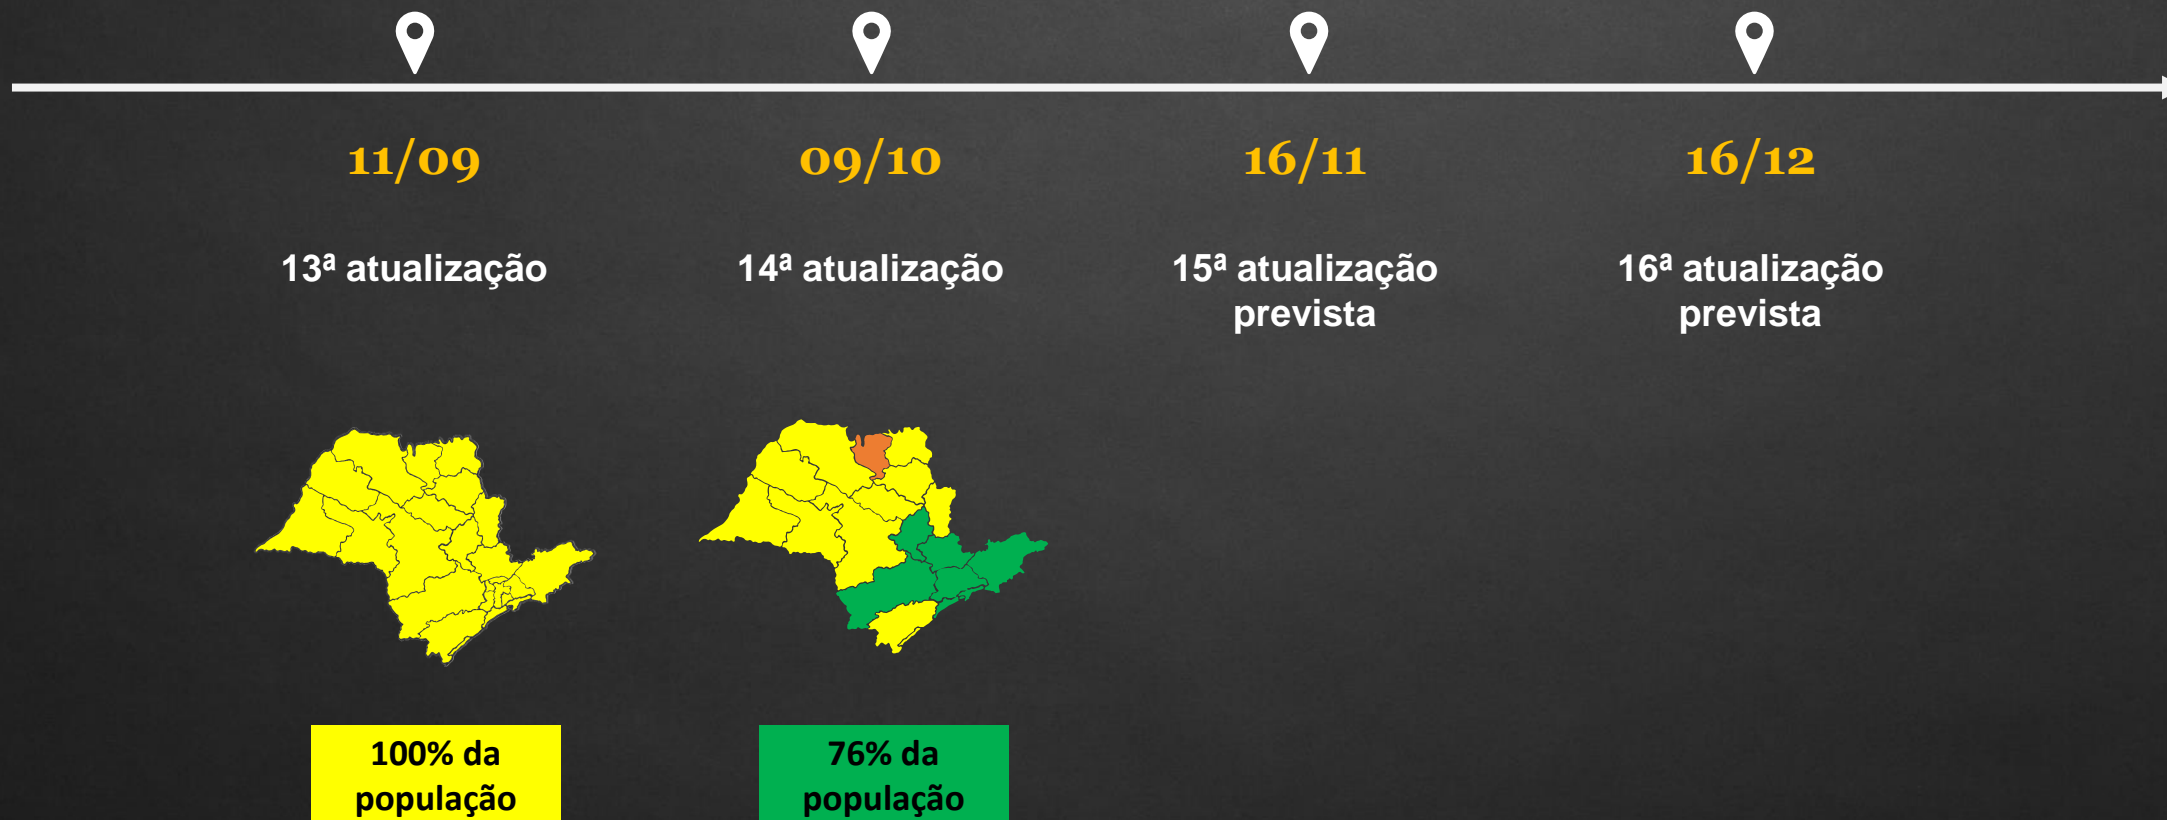 11/09
09/10
16/11
16/12
13ª atualização
14ª atualização
15ª atualização
prevista
16ª atualização
prevista
100% da
população
76% da
população